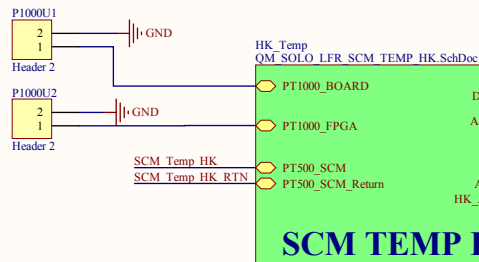 P1000U1
2
1
Header 2
GND
P1000U2
2
1
Header 2
GND
HK_Temp
QM_SOLO_LFR_SCM_TEMP_HK.SchDoc
PT1000_BOARD
D
PT1000_FPGA
A
SCM_Temp_HK
PT500_SCM
SCM_Temp_HK_RTN
PT500_SCM_Return
A
HK_
SCM TEMP